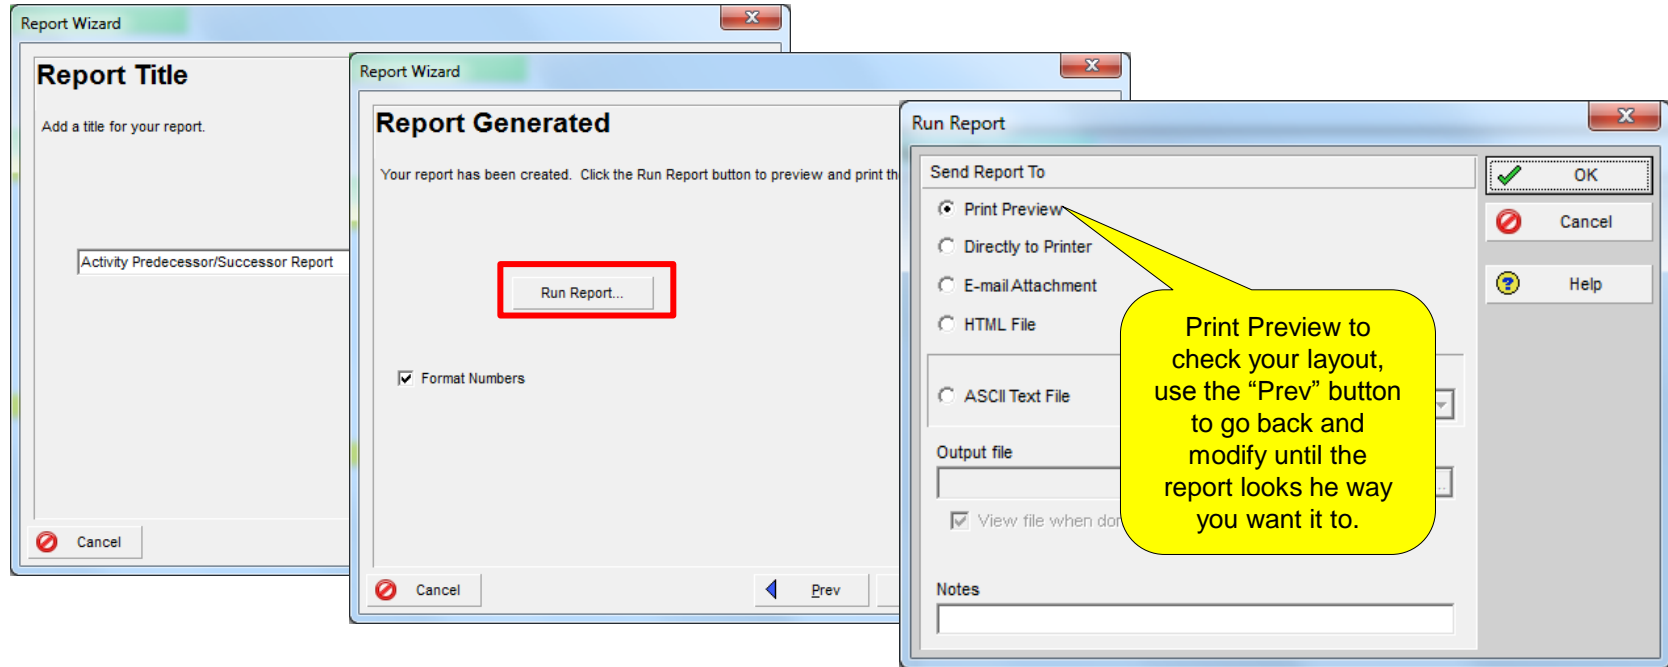 Report Wizard
Report Title
Add a title for your report.
Activity Predecessor/Successor Report
Cancel
Report Wizard
Report Generated
Your report has been created. Click the Run Report button to preview and print th
Run Report...
Format Numbers
Cancel
Prev
Run Report
Send Report To
Print Preview
Directly to Printer
E-mail Attachment
HTML File
ASCII Text File
Output file
...
View file when don
Notes
OK
Cancel
Help
Print Preview to
check your layout,
use the “Prev” button
to go back and
modify until the
report looks he way
you want it to.